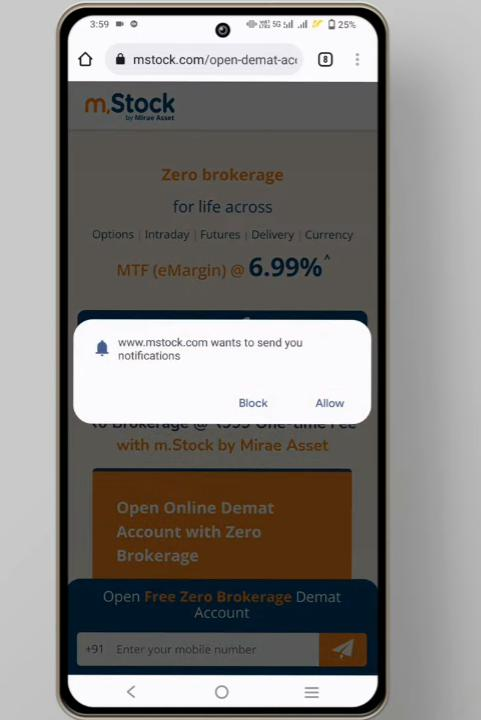 3:59
5G
25%
mstock.com/open-demat-acc
8
m.Stock
by Mirae Asset
Zero brokerage
for life across
Options | Intraday | Futures | Delivery | Currency
MTF (eMargin) @ 6.99%^
www.mstock.com wants to send you
notifications
Block
Allow
₹0 Brokerage @ ₹999 One-time Fee
with m.Stock by Mirae Asset
Open Online Demat
Account with Zero
Brokerage
Open Free Zero Brokerage Demat
Account
+91 Enter your mobile number